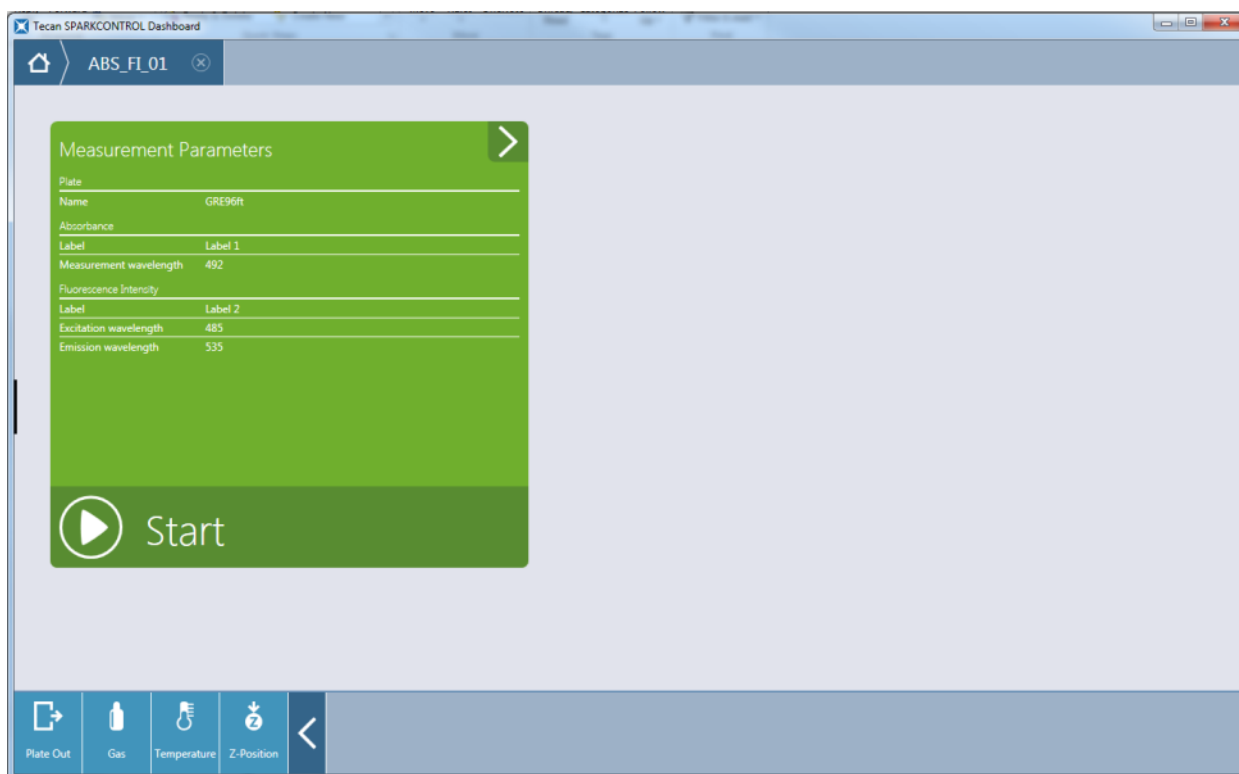 Tecan SPARKCONTROL Dashboard
ABS_FI_01
Measurement Parameters
Plate
Name GRE96ft
Absorbance
Label Label 1
Measurement wavelength 492
Fluorescence Intensity
Label Label 2
Excitation wavelength 485
Emission wavelength 535
Start
Z
Plate Out Gas Temperature Z-Position